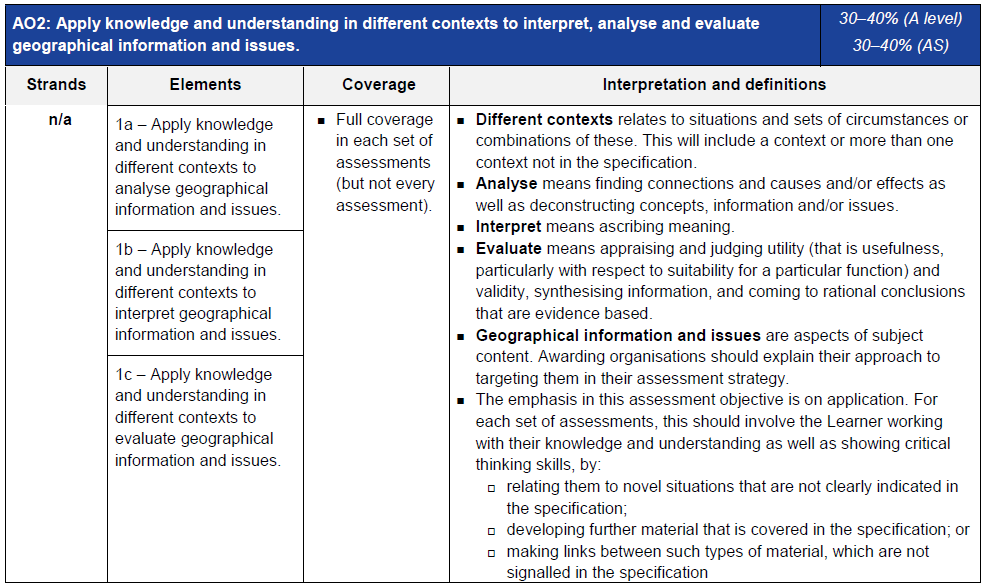 AO2: Apply knowledge and understanding in different contexts to interpret, analyse and evaluate
geographical information and issues.
30–40% (A level)
30–40% (AS)
Strands
Elements
Coverage
Interpretation and definitions
n/a
1a – Apply knowledge
and understanding in
different contexts to
analyse geographical
information and issues.
1b – Apply knowledge
and understanding in
different contexts to
interpret geographical
information and issues.
1c – Apply knowledge
and understanding in
different contexts to
evaluate geographical
information and issues.
▪ Full coverage
in each set of
assessments
(but not every
assessment).
▪ Different contexts relates to situations and sets of circumstances or
combinations of these. This will include a context or more than one
context not in the specification.
▪ Analyse means finding connections and causes and/or effects as
well as deconstructing concepts, information and/or issues.
▪ Interpret means ascribing meaning.
▪ Evaluate means appraising and judging utility (that is usefulness,
particularly with respect to suitability for a particular function) and
validity, synthesising information, and coming to rational conclusions
that are evidence based.
▪ Geographical information and issues are aspects of subject
content. Awarding organisations should explain their approach to
targeting them in their assessment strategy.
▪ The emphasis in this assessment objective is on application. For
each set of assessments, this should involve the Learner working
with their knowledge and understanding as well as showing critical
thinking skills, by:
▫ relating them to novel situations that are not clearly indicated in
the specification;
▫ developing further material that is covered in the specification; or
▫ making links between such types of material, which are not
signalled in the specification